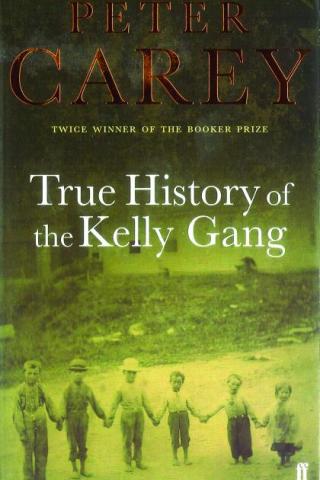 PETER
CAREY
TWICE WINNER OF THE BOOKER PRIZE
True History of
the Kelly Gang
ff